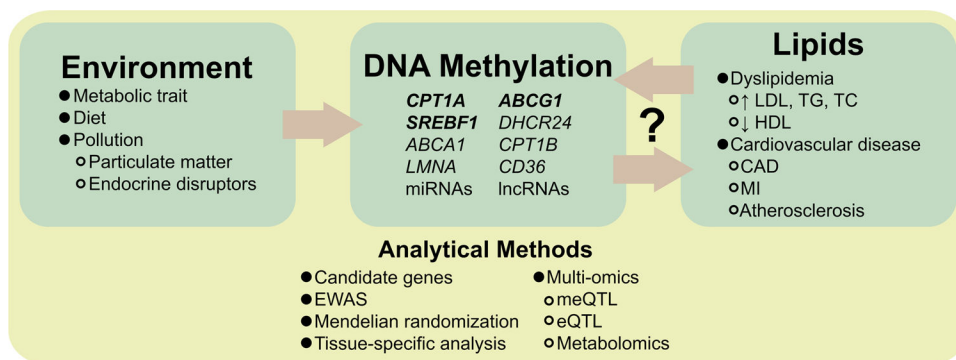 Environment
●Metabolic trait
●Diet
●Pollution
○Particulate matter
○Endocrine disruptors
DNA Methylation
CPT1A ABCG1
SREBF1 DHCR24
ABCA1 CPT1B
LMNA CD36
miRNAs lncRNAs
?
Lipids
●Dyslipidemia
○↑ LDL, TG, TC
○↓ HDL
●Cardiovascular disease
○CAD
○MI
○Atherosclerosis
Analytical Methods
●Candidate genes
●EWAS
●Mendelian randomization
●Tissue-specific analysis
●Multi-omics
○meQTL
○eQTL
○Metabolomics